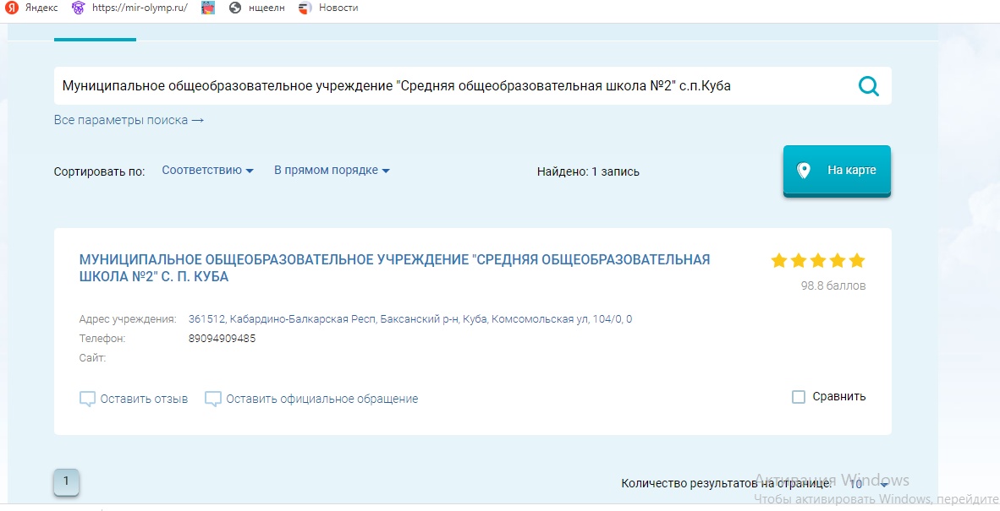 Яндекс https://mir-olymp.ru/ нщеелн Новости
Муниципальное общеобразовательное учреждение "Средняя общеобразовательная школа №2" с.п.Куба
Все параметры поиска →
Сортировать по: Соответствию В прямом порядке Найдено: 1 запись На карте
МУНИЦИПАЛЬНОЕ ОБЩЕОБРАЗОВАТЕЛЬНОЕ УЧРЕЖДЕНИЕ "СРЕДНЯЯ ОБЩЕОБРАЗОВАТЕЛЬНАЯ
ШКОЛА №2" С. П. КУБА
98.8 баллов
Адрес учреждения: 361512, Кабардино-Балкарская Респ, Баксанский р-н, Куба, Комсомольская ул, 104/0, 0
Телефон: 89094909485
Сайт:
Оставить отзыв Оставить официальное обращение Сравнить
1
Количество результатов на странице: 10
Активация Windows
Чтобы активировать Windows, перейдите